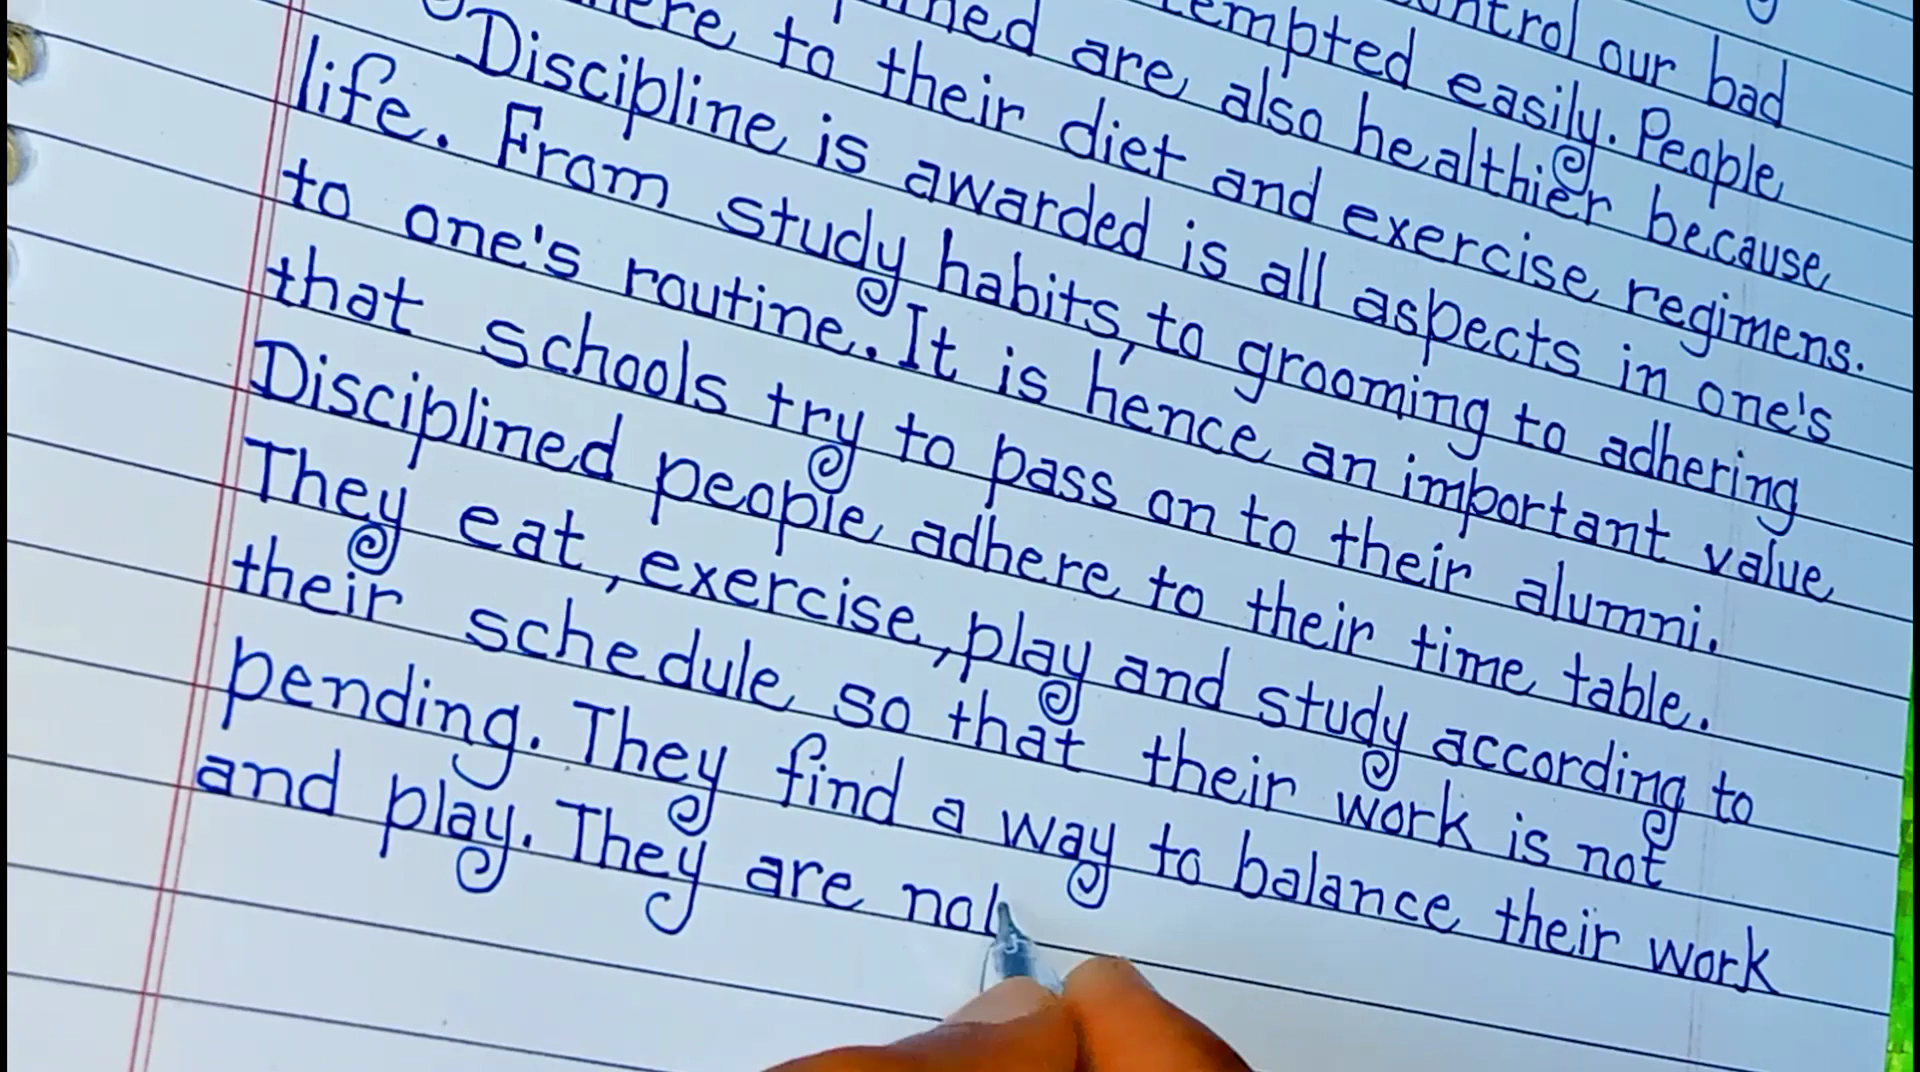 our bad
tempted easily. People
are also healthier because
to their diet and exercise regimens.
Discipline is awarded is all aspects in one's
life. From study habits, to grooming to adhering
to one's routine. It is hence an important value
that schools try to pass on to their alumni.
Disciplined people adhere to their time table.
They eat, exercise, play and study according to
their schedule so that their work is not
pending. They find a way to balance their work
and play. They are not